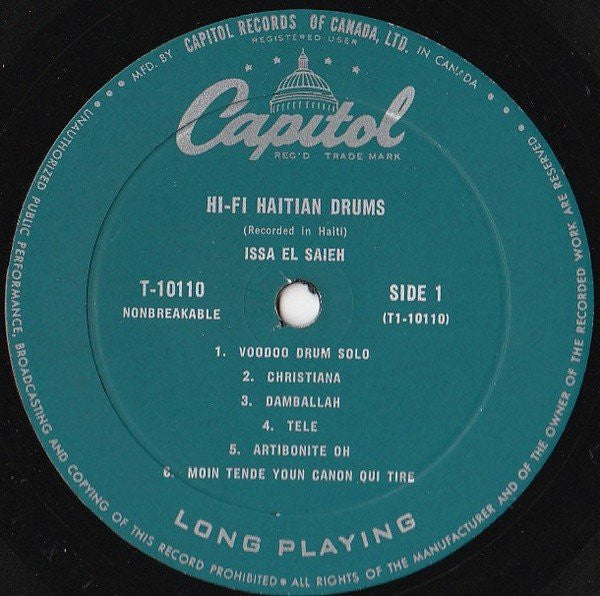 MFD. BY CAPITOL RECORDS OF CANADA, LTD. IN CANADA
REGISTERED USER
Capitol
REG'D TRADE MARK
HI-FI HAITIAN DRUMS
(Recorded in Haiti)
ISSA EL SAIEH
T-10110
NONBREAKABLE
SIDE 1
(T1-10110)
1. VOODOO DRUM SOLO
2. CHRISTIANA
3. DAMBALLAH
4. TELE
5. ARTIBONITE OH
6. MOIN TENDE YOUN CANON QUI TIRE
LONG PLAYING
UNAUTHORIZED PUBLIC PERFORMANCE, BROADCASTING AND COPYING OF THIS RECORD PROHIBITED • ALL RIGHTS OF THE MANUFACTURER AND OF THE OWNER OF THE RECORDED WORK ARE RESERVED